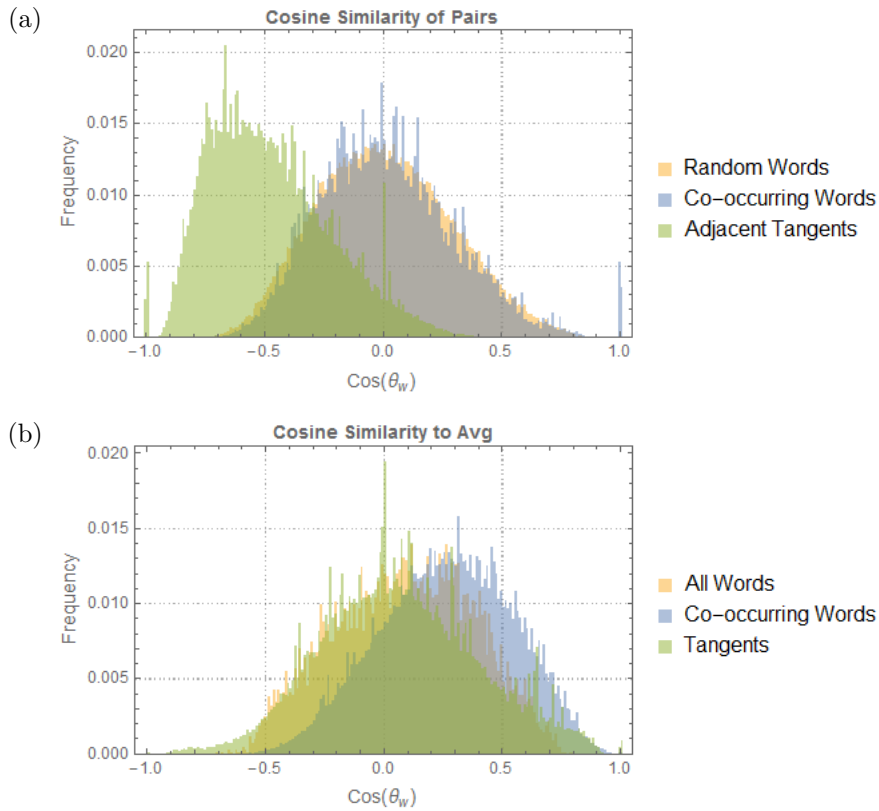 (a)
Cosine Similarity of Pairs
0.020
0.015
0.010
0.005
0.000
Frequency
−1.0 −0.5 0.0 0.5 1.0
Cos(θw)
Random Words
Co−occurring Words
Adjacent Tangents
(b)
Cosine Similarity to Avg
0.020
0.015
0.010
0.005
0.000
Frequency
−1.0 −0.5 0.0 0.5 1.0
Cos(θw)
All Words
Co−occurring Words
Tangents